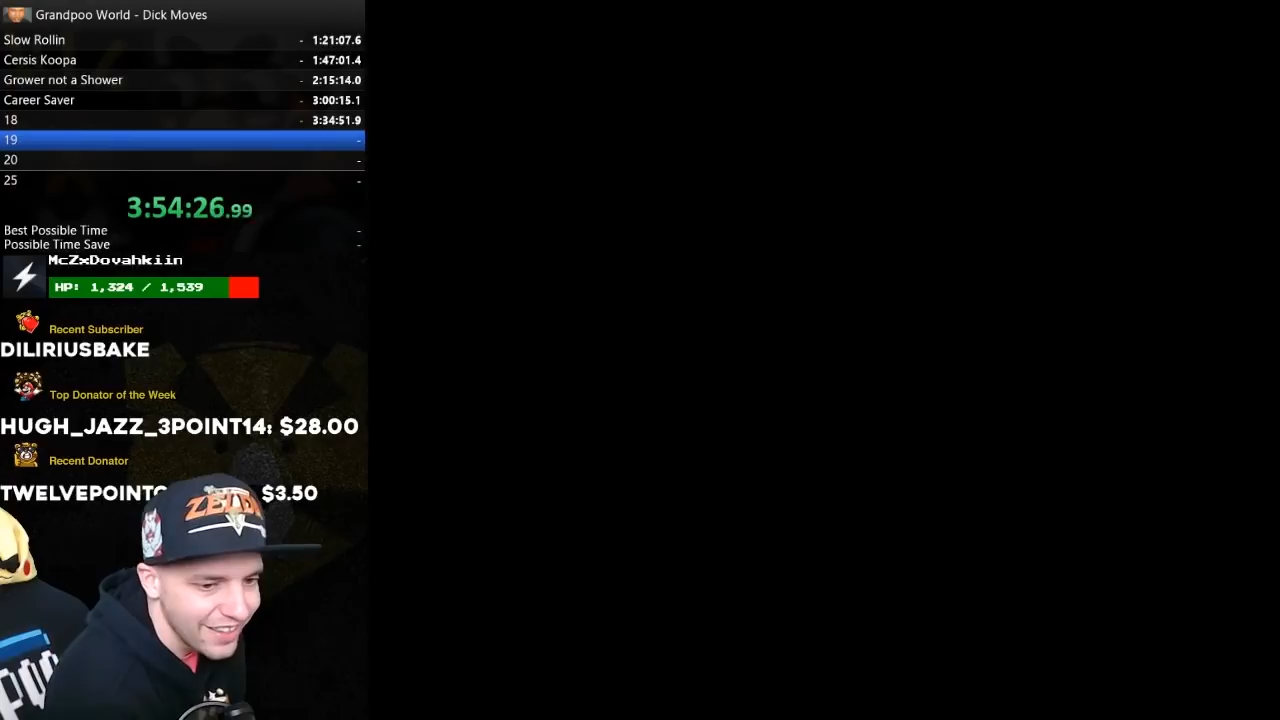 Grandpoo World - Dick Moves
Slow Rollin - 1:21:07.6
Cersis Koopa - 1:47:01.4
Grower not a Shower - 2:15:14.0
Career Saver - 3:00:15.1
18 - 3:34:51.9
19 -
20 -
25 -
3:54:26.99
Best Possible Time -
Possible Time Save -
McZxDovahkiin
HP: 1,324 / 1,539
Recent Subscriber
DILIRIUSBAKE
Top Donator of the Week
HUGH_JAZZ_3POINT14: $28.00
Recent Donator
$3.50
ZELDA